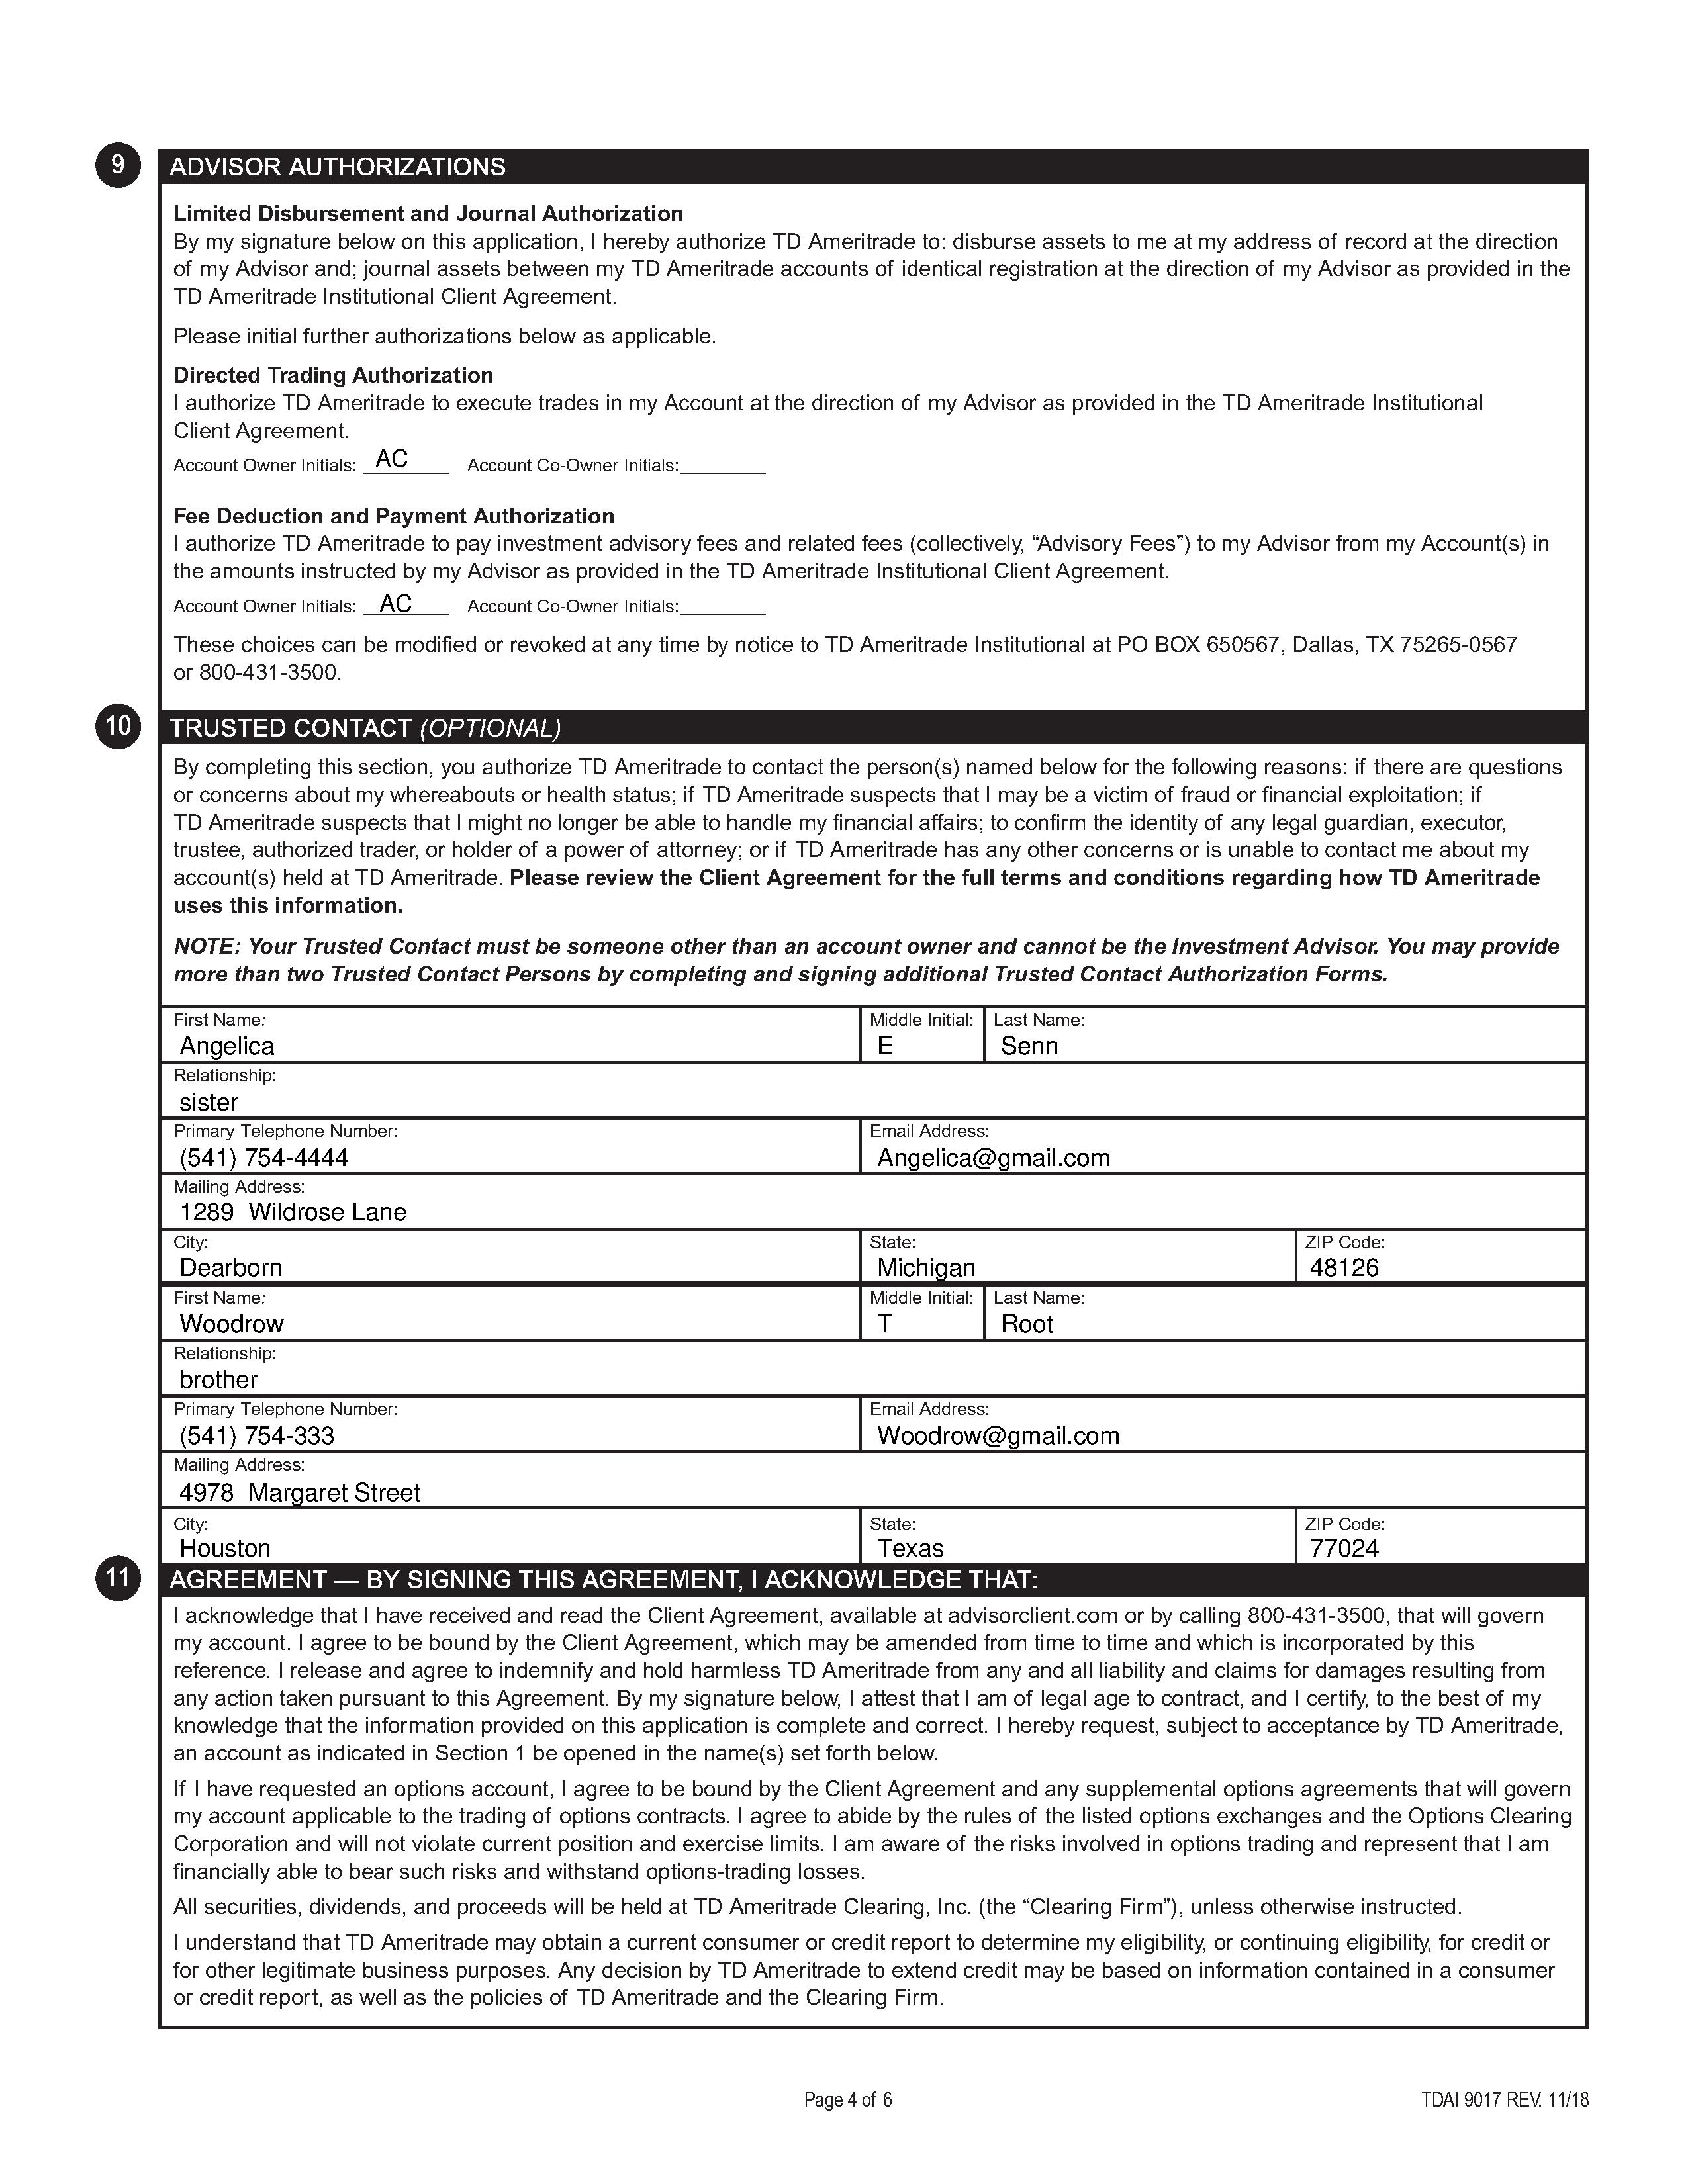 9 ADVISOR AUTHORIZATIONS
Limited Disbursement and Journal Authorization
By my signature below on this application, I hereby authorize TD Ameritrade to: disburse assets to me at my address of record at the direction
of my Advisor and; journal assets between my TD Ameritrade accounts of identical registration at the direction of my Advisor as provided in the
TD Ameritrade Institutional Client Agreement.
Please initial further authorizations below as applicable.
Directed Trading Authorization
I authorize TD Ameritrade to execute trades in my Account at the direction of my Advisor as provided in the TD Ameritrade Institutional
Client Agreement.
Account Owner Initials: AC Account Co-Owner Initials:
Fee Deduction and Payment Authorization
I authorize TD Ameritrade to pay investment advisory fees and related fees (collectively, “Advisory Fees”) to my Advisor from my Account(s) in
the amounts instructed by my Advisor as provided in the TD Ameritrade Institutional Client Agreement.
Account Owner Initials: AC Account Co-Owner Initials:
These choices can be modified or revoked at any time by notice to TD Ameritrade Institutional at PO BOX 650567, Dallas, TX 75265-0567
or 800-431-3500.
10 TRUSTED CONTACT (OPTIONAL)
By completing this section, you authorize TD Ameritrade to contact the person(s) named below for the following reasons: if there are questions
or concerns about my whereabouts or health status; if TD Ameritrade suspects that I may be a victim of fraud or financial exploitation; if
TD Ameritrade suspects that I might no longer be able to handle my financial affairs; to confirm the identity of any legal guardian, executor,
trustee, authorized trader, or holder of a power of attorney; or if TD Ameritrade has any other concerns or is unable to contact me about my
account(s) held at TD Ameritrade. Please review the Client Agreement for the full terms and conditions regarding how TD Ameritrade
uses this information.
NOTE: Your Trusted Contact must be someone other than an account owner and cannot be the Investment Advisor. You may provide
more than two Trusted Contact Persons by completing and signing additional Trusted Contact Authorization Forms.
First Name: Middle Initial: Last Name:
Angelica E Senn
Relationship:
sister
Primary Telephone Number: Email Address:
(541) 754-4444 Angelica@gmail.com
Mailing Address:
1289 Wildrose Lane
City: State: ZIP Code:
Dearborn Michigan 48126
First Name: Middle Initial: Last Name:
Woodrow T Root
Relationship:
brother
Primary Telephone Number: Email Address:
(541) 754-333 Woodrow@gmail.com
Mailing Address:
4978 Margaret Street
City: State: ZIP Code:
Houston Texas 77024
11 AGREEMENT — BY SIGNING THIS AGREEMENT, I ACKNOWLEDGE THAT:
I acknowledge that I have received and read the Client Agreement, available at advisorclient.com or by calling 800-431-3500, that will govern
my account. I agree to be bound by the Client Agreement, which may be amended from time to time and which is incorporated by this
reference. I release and agree to indemnify and hold harmless TD Ameritrade from any and all liability and claims for damages resulting from
any action taken pursuant to this Agreement. By my signature below, I attest that I am of legal age to contract, and I certify, to the best of my
knowledge that the information provided on this application is complete and correct. I hereby request, subject to acceptance by TD Ameritrade,
an account as indicated in Section 1 be opened in the name(s) set forth below.
If I have requested an options account, I agree to be bound by the Client Agreement and any supplemental options agreements that will govern
my account applicable to the trading of options contracts. I agree to abide by the rules of the listed options exchanges and the Options Clearing
Corporation and will not violate current position and exercise limits. I am aware of the risks involved in options trading and represent that I am
financially able to bear such risks and withstand options-trading losses.
All securities, dividends, and proceeds will be held at TD Ameritrade Clearing, Inc. (the “Clearing Firm”), unless otherwise instructed.
I understand that TD Ameritrade may obtain a current consumer or credit report to determine my eligibility, or continuing eligibility, for credit or
for other legitimate business purposes. Any decision by TD Ameritrade to extend credit may be based on information contained in a consumer
or credit report, as well as the policies of TD Ameritrade and the Clearing Firm.
Page 4 of 6 TDAI 9017 REV. 11/18